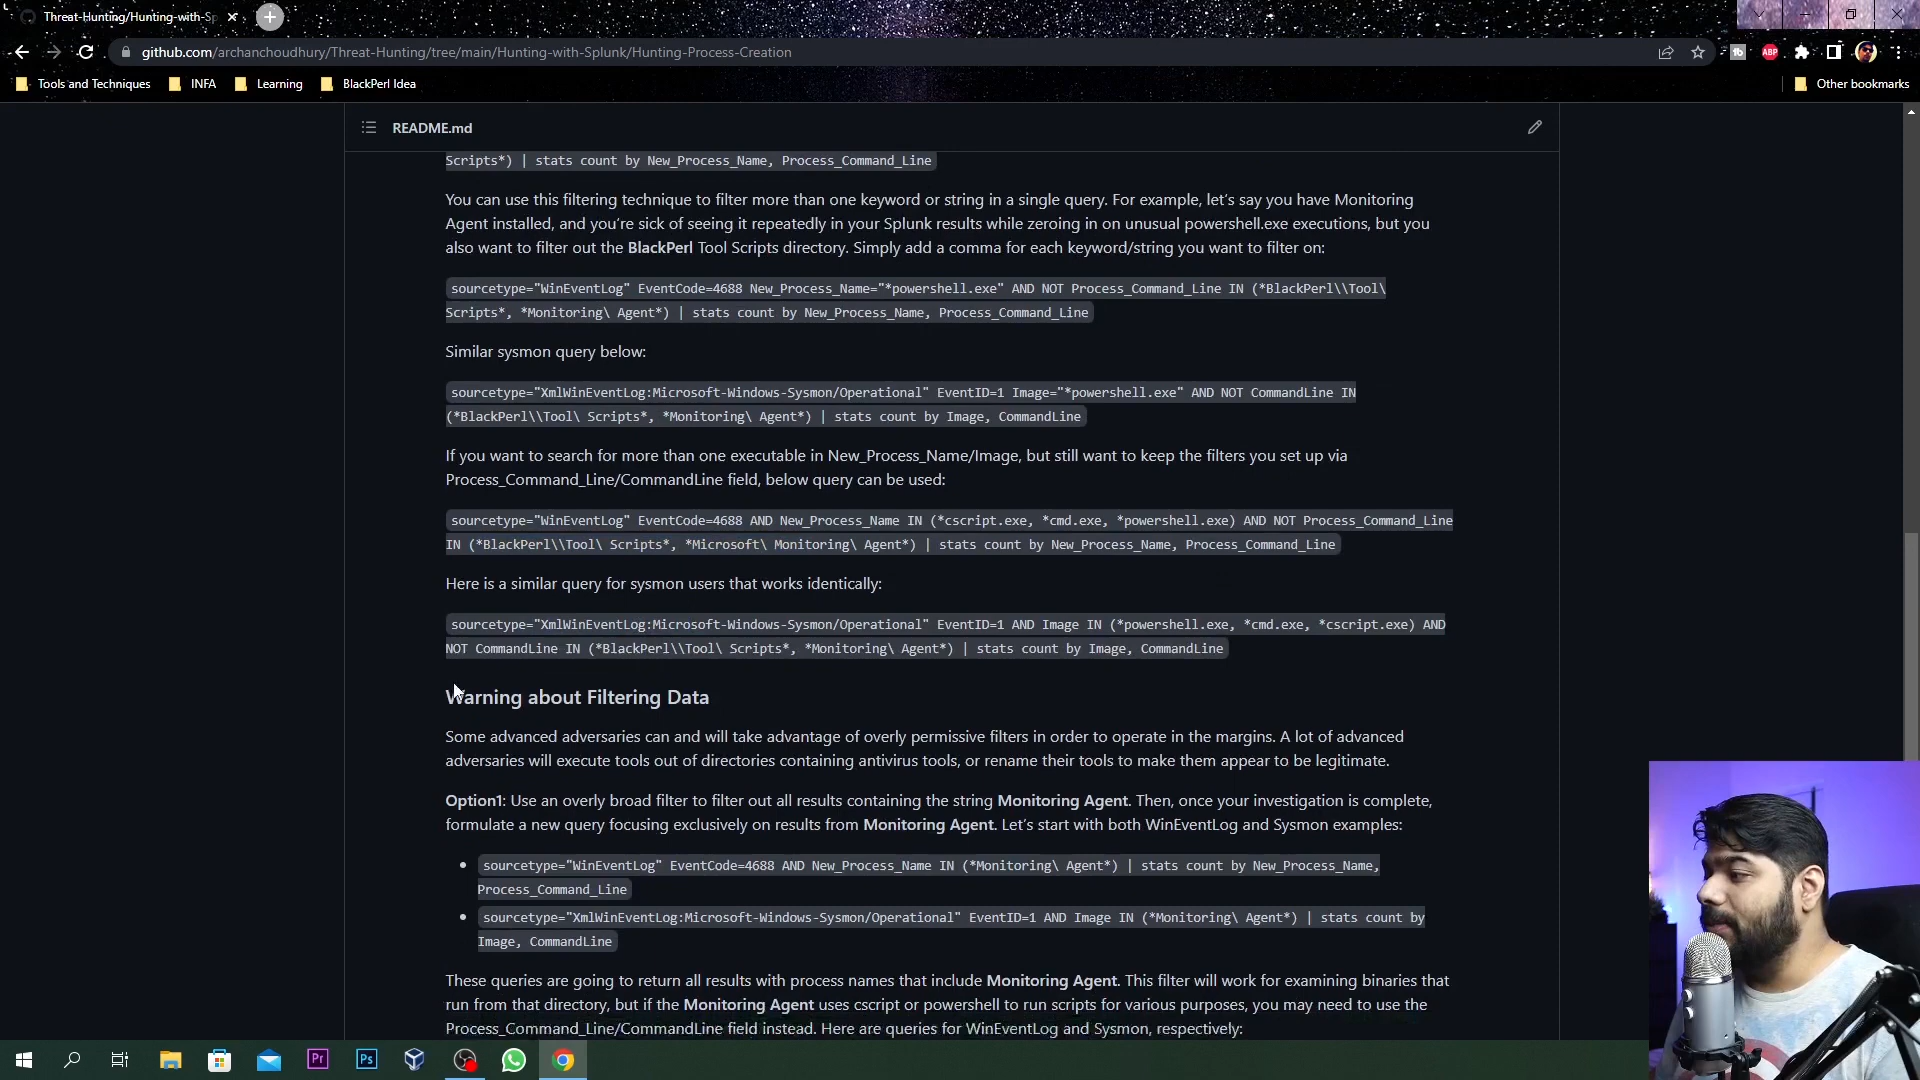 Threat-Hunting/Hunting-with-Sp
github.com/archanchoudhury/Threat-Hunting/tree/main/Hunting-with-Splunk/Hunting-Process-Creation
ABP
Tools and Techniques
INFA
Learning
BlackPerl Idea
Other bookmarks
README.md
Scripts*) | stats count by New_Process_Name, Process_Command_Line
You can use this filtering technique to filter more than one keyword or string in a single query. For example, let's say you have Monitoring
Agent installed, and you're sick of seeing it repeatedly in your Splunk results while zeroing in on unusual powershell.exe executions, but you
also want to filter out the BlackPerl Tool Scripts directory. Simply add a comma for each keyword/string you want to filter on:
sourcetype="WinEventLog" EventCode=4688 New_Process_Name="*powershell.exe" AND NOT Process_Command_Line IN (*BlackPerl\\Tool\
Scripts*, *Monitoring\ Agent*) | stats count by New_Process_Name, Process_Command_Line
Similar sysmon query below:
sourcetype="XmlWinEventLog:Microsoft-Windows-Sysmon/Operational" EventID=1 Image="*powershell.exe" AND NOT CommandLine IN
(*BlackPerl\\Tool\ Scripts*, *Monitoring\ Agent*) | stats count by Image, CommandLine
If you want to search for more than one executable in New_Process_Name/Image, but still want to keep the filters you set up via
Process_Command_Line/CommandLine field, below query can be used:
sourcetype="WinEventLog" EventCode=4688 AND New_Process_Name IN (*cscript.exe, *cmd.exe, *powershell.exe) AND NOT Process_Command_Line
IN (*BlackPerl\\Tool\ Scripts*, *Microsoft\ Monitoring\ Agent*) | stats count by New_Process_Name, Process_Command_Line
Here is a similar query for sysmon users that works identically:
sourcetype="XmlWinEventLog:Microsoft-Windows-Sysmon/Operational" EventID=1 AND Image IN (*powershell.exe, *cmd.exe, *cscript.exe) AND
NOT CommandLine IN (*BlackPerl\\Tool\ Scripts*, *Monitoring\ Agent*) | stats count by Image, CommandLine
Warning about Filtering Data
Some advanced adversaries can and will take advantage of overly permissive filters in order to operate in the margins. A lot of advanced
adversaries will execute tools out of directories containing antivirus tools, or rename their tools to make them appear to be legitimate.
Option1: Use an overly broad filter to filter out all results containing the string Monitoring Agent. Then, once your investigation is complete,
formulate a new query focusing exclusively on results from Monitoring Agent. Let's start with both WinEventLog and Sysmon examples:
sourcetype="WinEventLog" EventCode=4688 AND New_Process_Name IN (*Monitoring\ Agent*) | stats count by New_Process_Name,
Process_Command_Line
sourcetype="XmlWinEventLog:Microsoft-Windows-Sysmon/Operational" EventID=1 AND Image IN (*Monitoring\ Agent*) | stats count by
Image, CommandLine
These queries are going to return all results with process names that include Monitoring Agent. This filter will work for examining binaries that
run from that directory, but if the Monitoring Agent uses cscript or powershell to run scripts for various purposes, you may need to use the
Process_Command_Line/CommandLine field instead. Here are queries for WinEventLog and Sysmon, respectively:
Pr
Ps